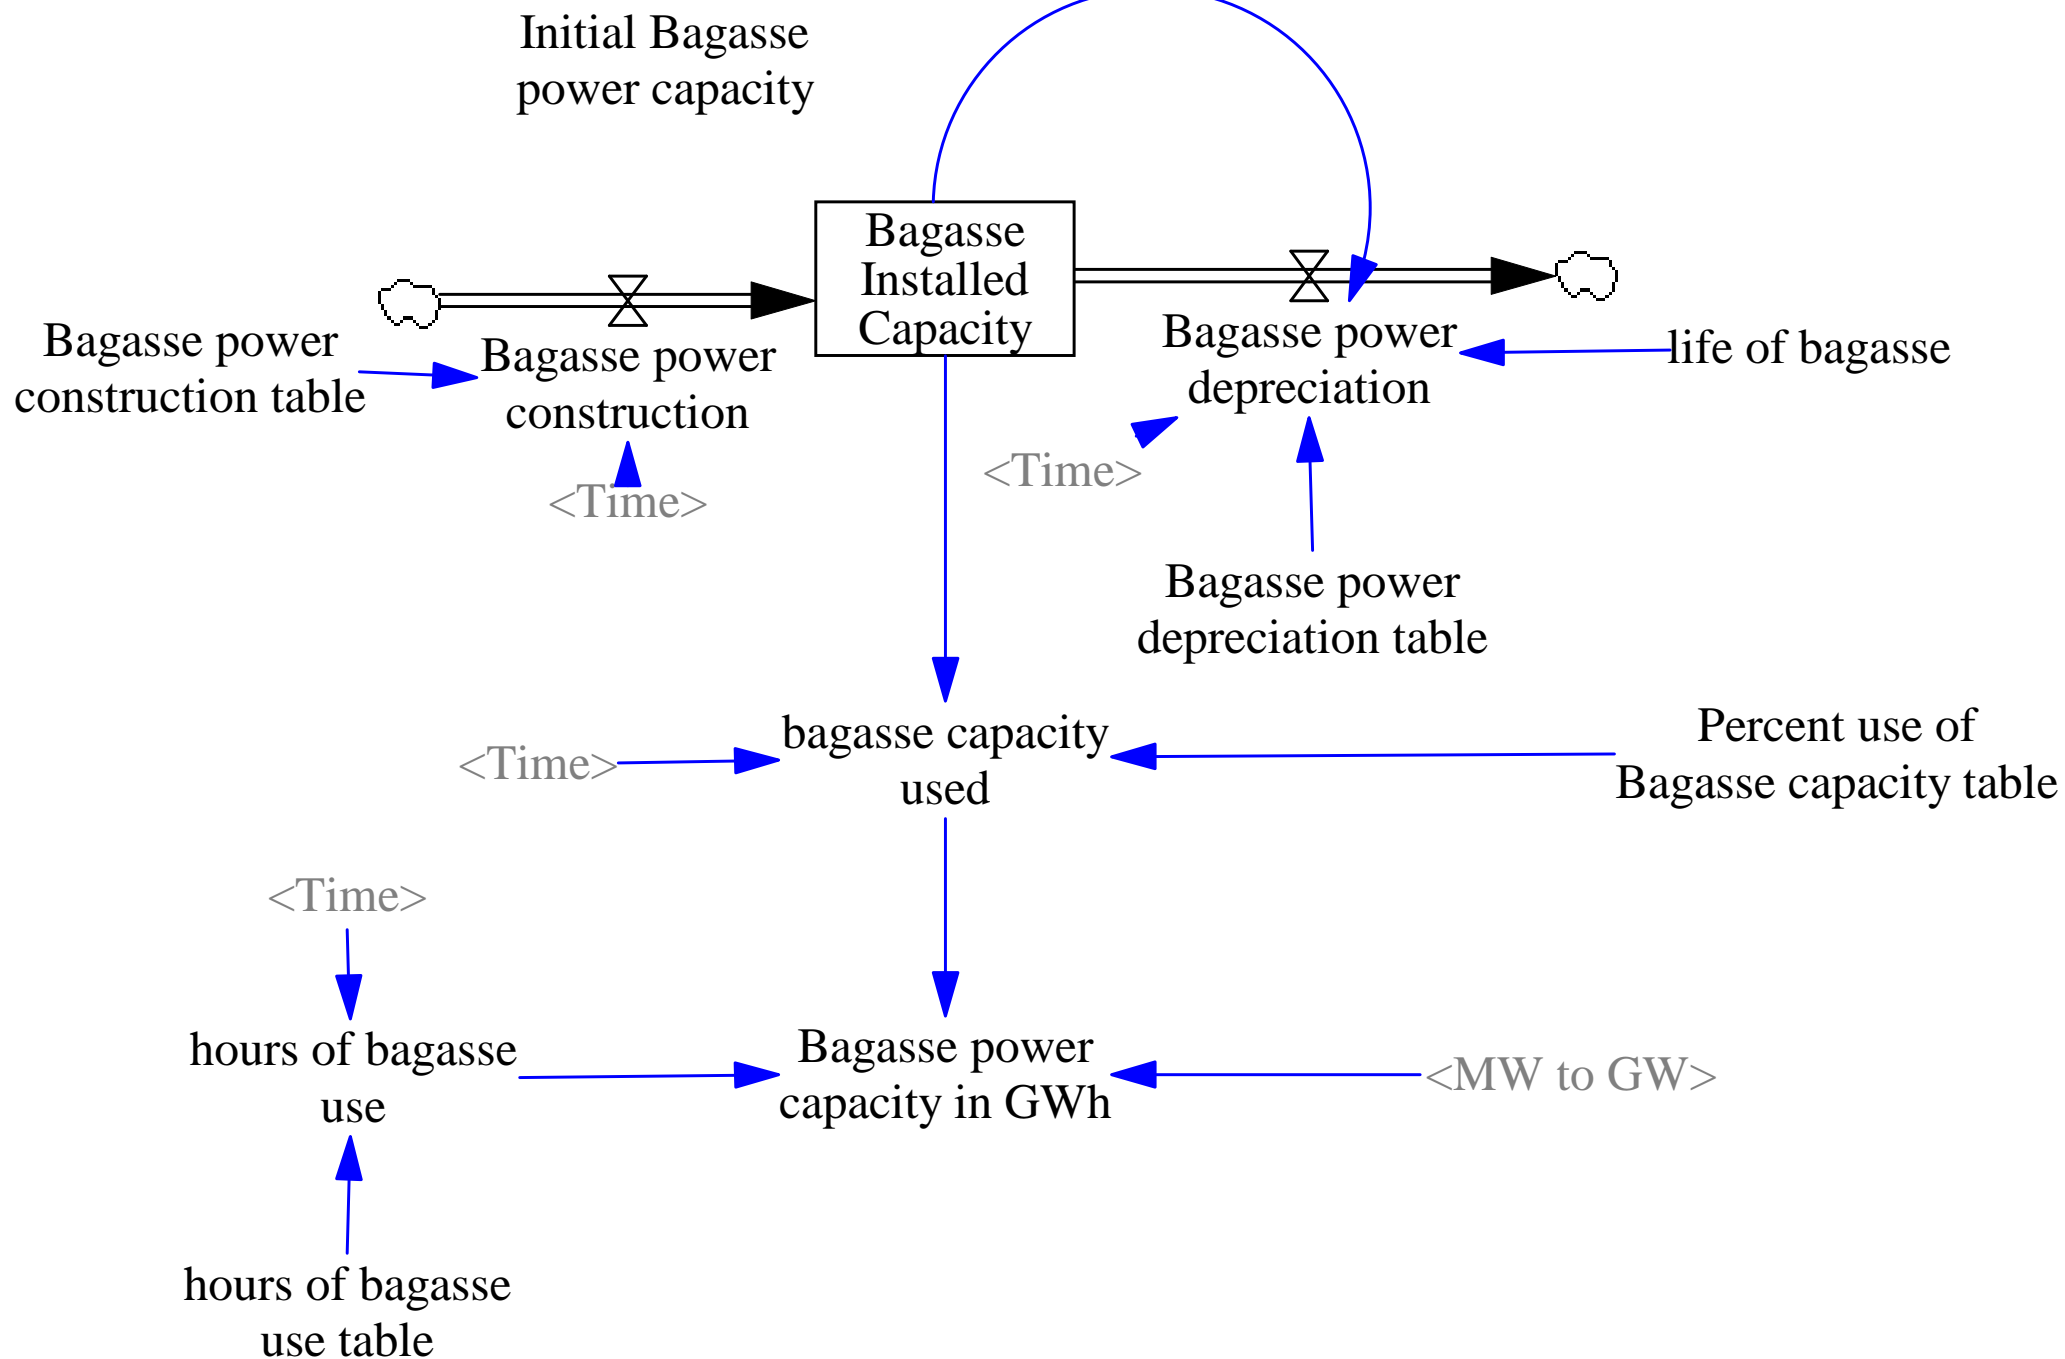 Initial Bagasse
power capacity
Bagasse
Installed
Capacity
Bagasse power
construction table
Bagasse power
construction
<Time>
Bagasse power
depreciation
life of bagasse
<Time>
Bagasse power
depreciation table
<Time>
bagasse capacity
used
Percent use of
Bagasse capacity table
<Time>
hours of bagasse
use
Bagasse power
capacity in GWh
<MW to GW>
hours of bagasse
use table